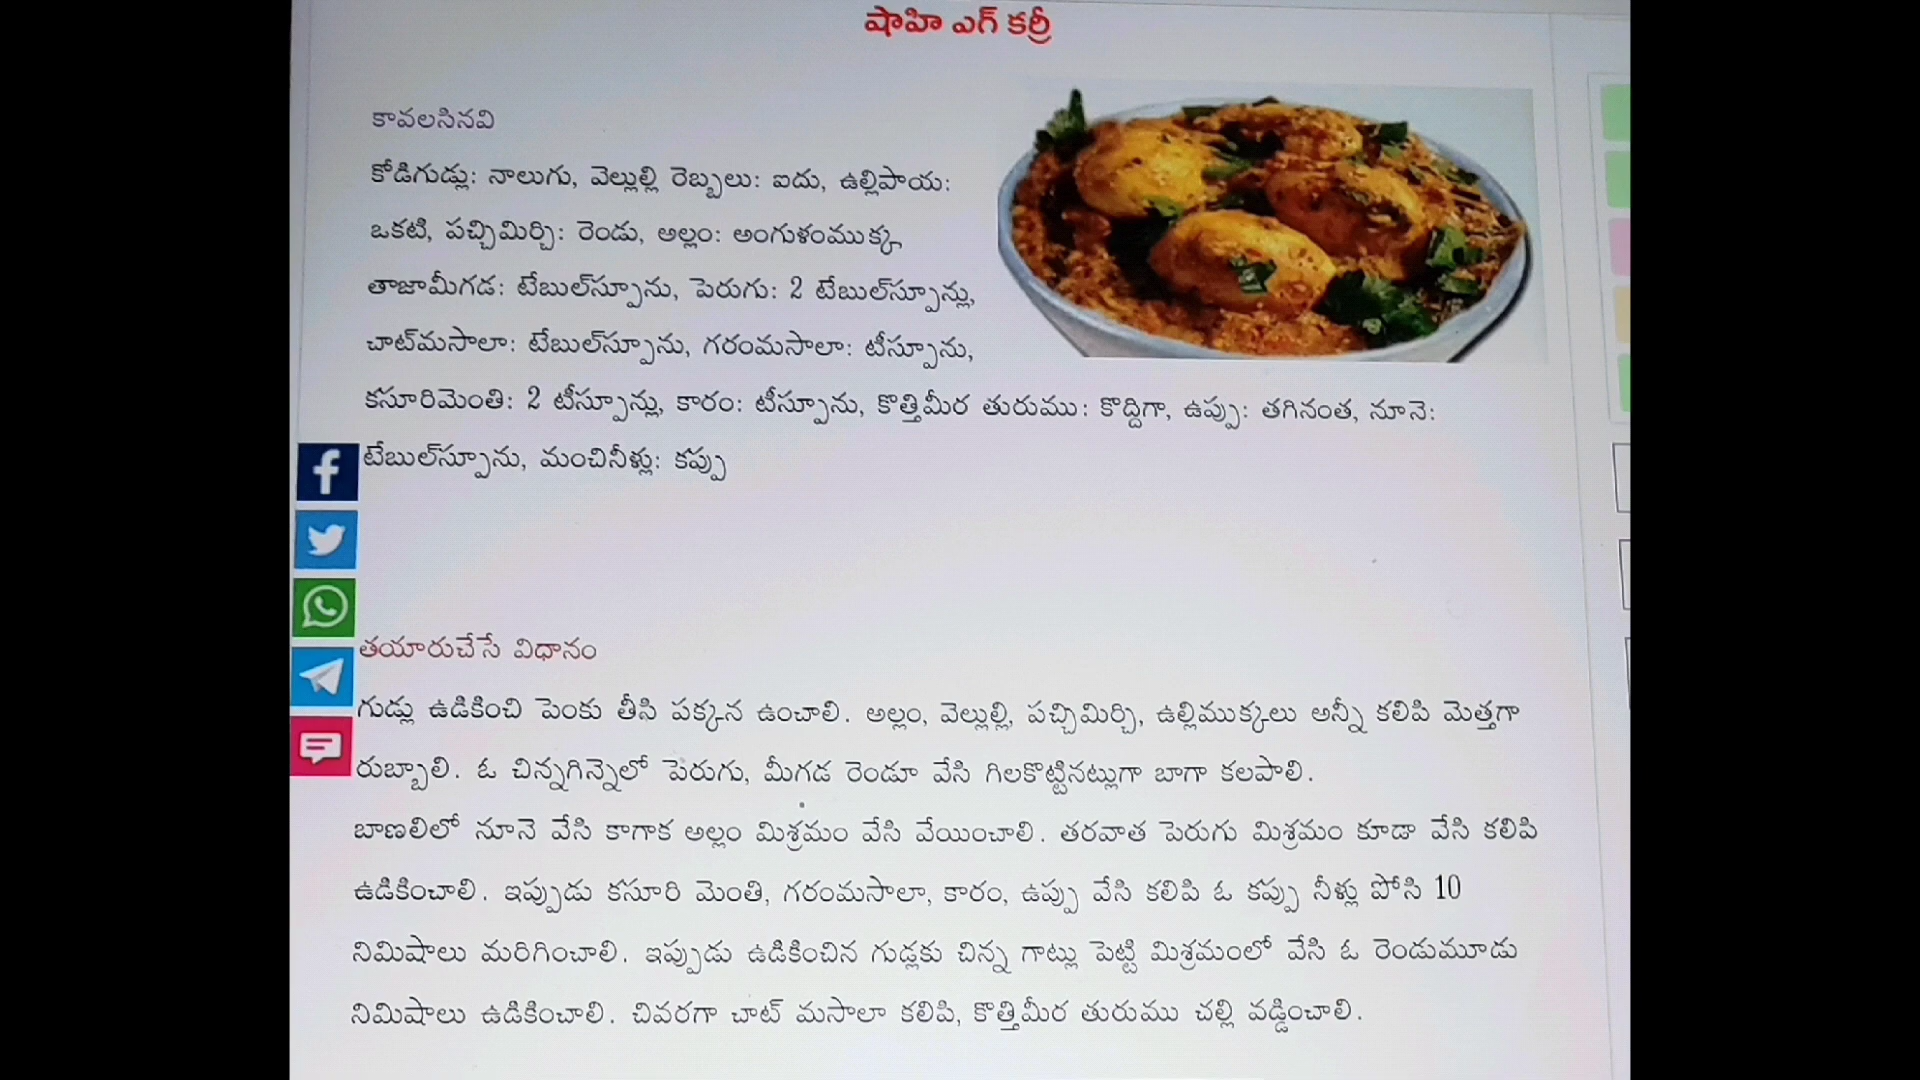 షాహి ఎగ్ కర్రీ
కావలసినవి
కోడిగుడ్లు: నాలుగు, వెల్లుల్లి రెబ్బలు: ఐదు, ఉల్లిపాయ:
ఒకటి, పచ్చిమిర్చి: రెండు, అల్లం: అంగుళంముక్క,
తాజామీగడ: టేబుల్‌స్పూను, పెరుగు: 2 టేబుల్‌స్పూన్లు,
చాట్‌మసాలా: టేబుల్‌స్పూను, గరంమసాలా: టీస్పూను,
కసూరిమెంతి: 2 టీస్పూన్లు, కారం: టీస్పూను, కొత్తిమీర తురుము: కొద్దిగా, ఉప్పు: తగినంత, నూనె:
టేబుల్‌స్పూను, మంచినీళ్లు: కప్పు
తయారుచేసే విధానం
గుడ్లు ఉడికించి పెంకు తీసి పక్కన ఉంచాలి. అల్లం, వెల్లుల్లి, పచ్చిమిర్చి, ఉల్లిముక్కలు అన్నీ కలిపి మెత్తగా
రుబ్బాలి. ఓ చిన్నగిన్నెలో పెరుగు, మీగడ రెండూ వేసి గిలకొట్టినట్లుగా బాగా కలపాలి.
బాణలిలో నూనె వేసి కాగాక అల్లం మిశ్రమం వేసి వేయించాలి. తరవాత పెరుగు మిశ్రమం కూడా వేసి కలిపి
ఉడికించాలి. ఇప్పుడు కసూరి మెంతి, గరంమసాలా, కారం, ఉప్పు వేసి కలిపి ఓ కప్పు నీళ్లు పోసి 10
నిమిషాలు మరిగించాలి. ఇప్పుడు ఉడికించిన గుడ్లకు చిన్న గాట్లు పెట్టి మిశ్రమంలో వేసి ఓ రెండుమూడు
నిమిషాలు ఉడికించాలి. చివరగా చాట్ మసాలా కలిపి, కొత్తిమీర తురుము చల్లి వడ్డించాలి.